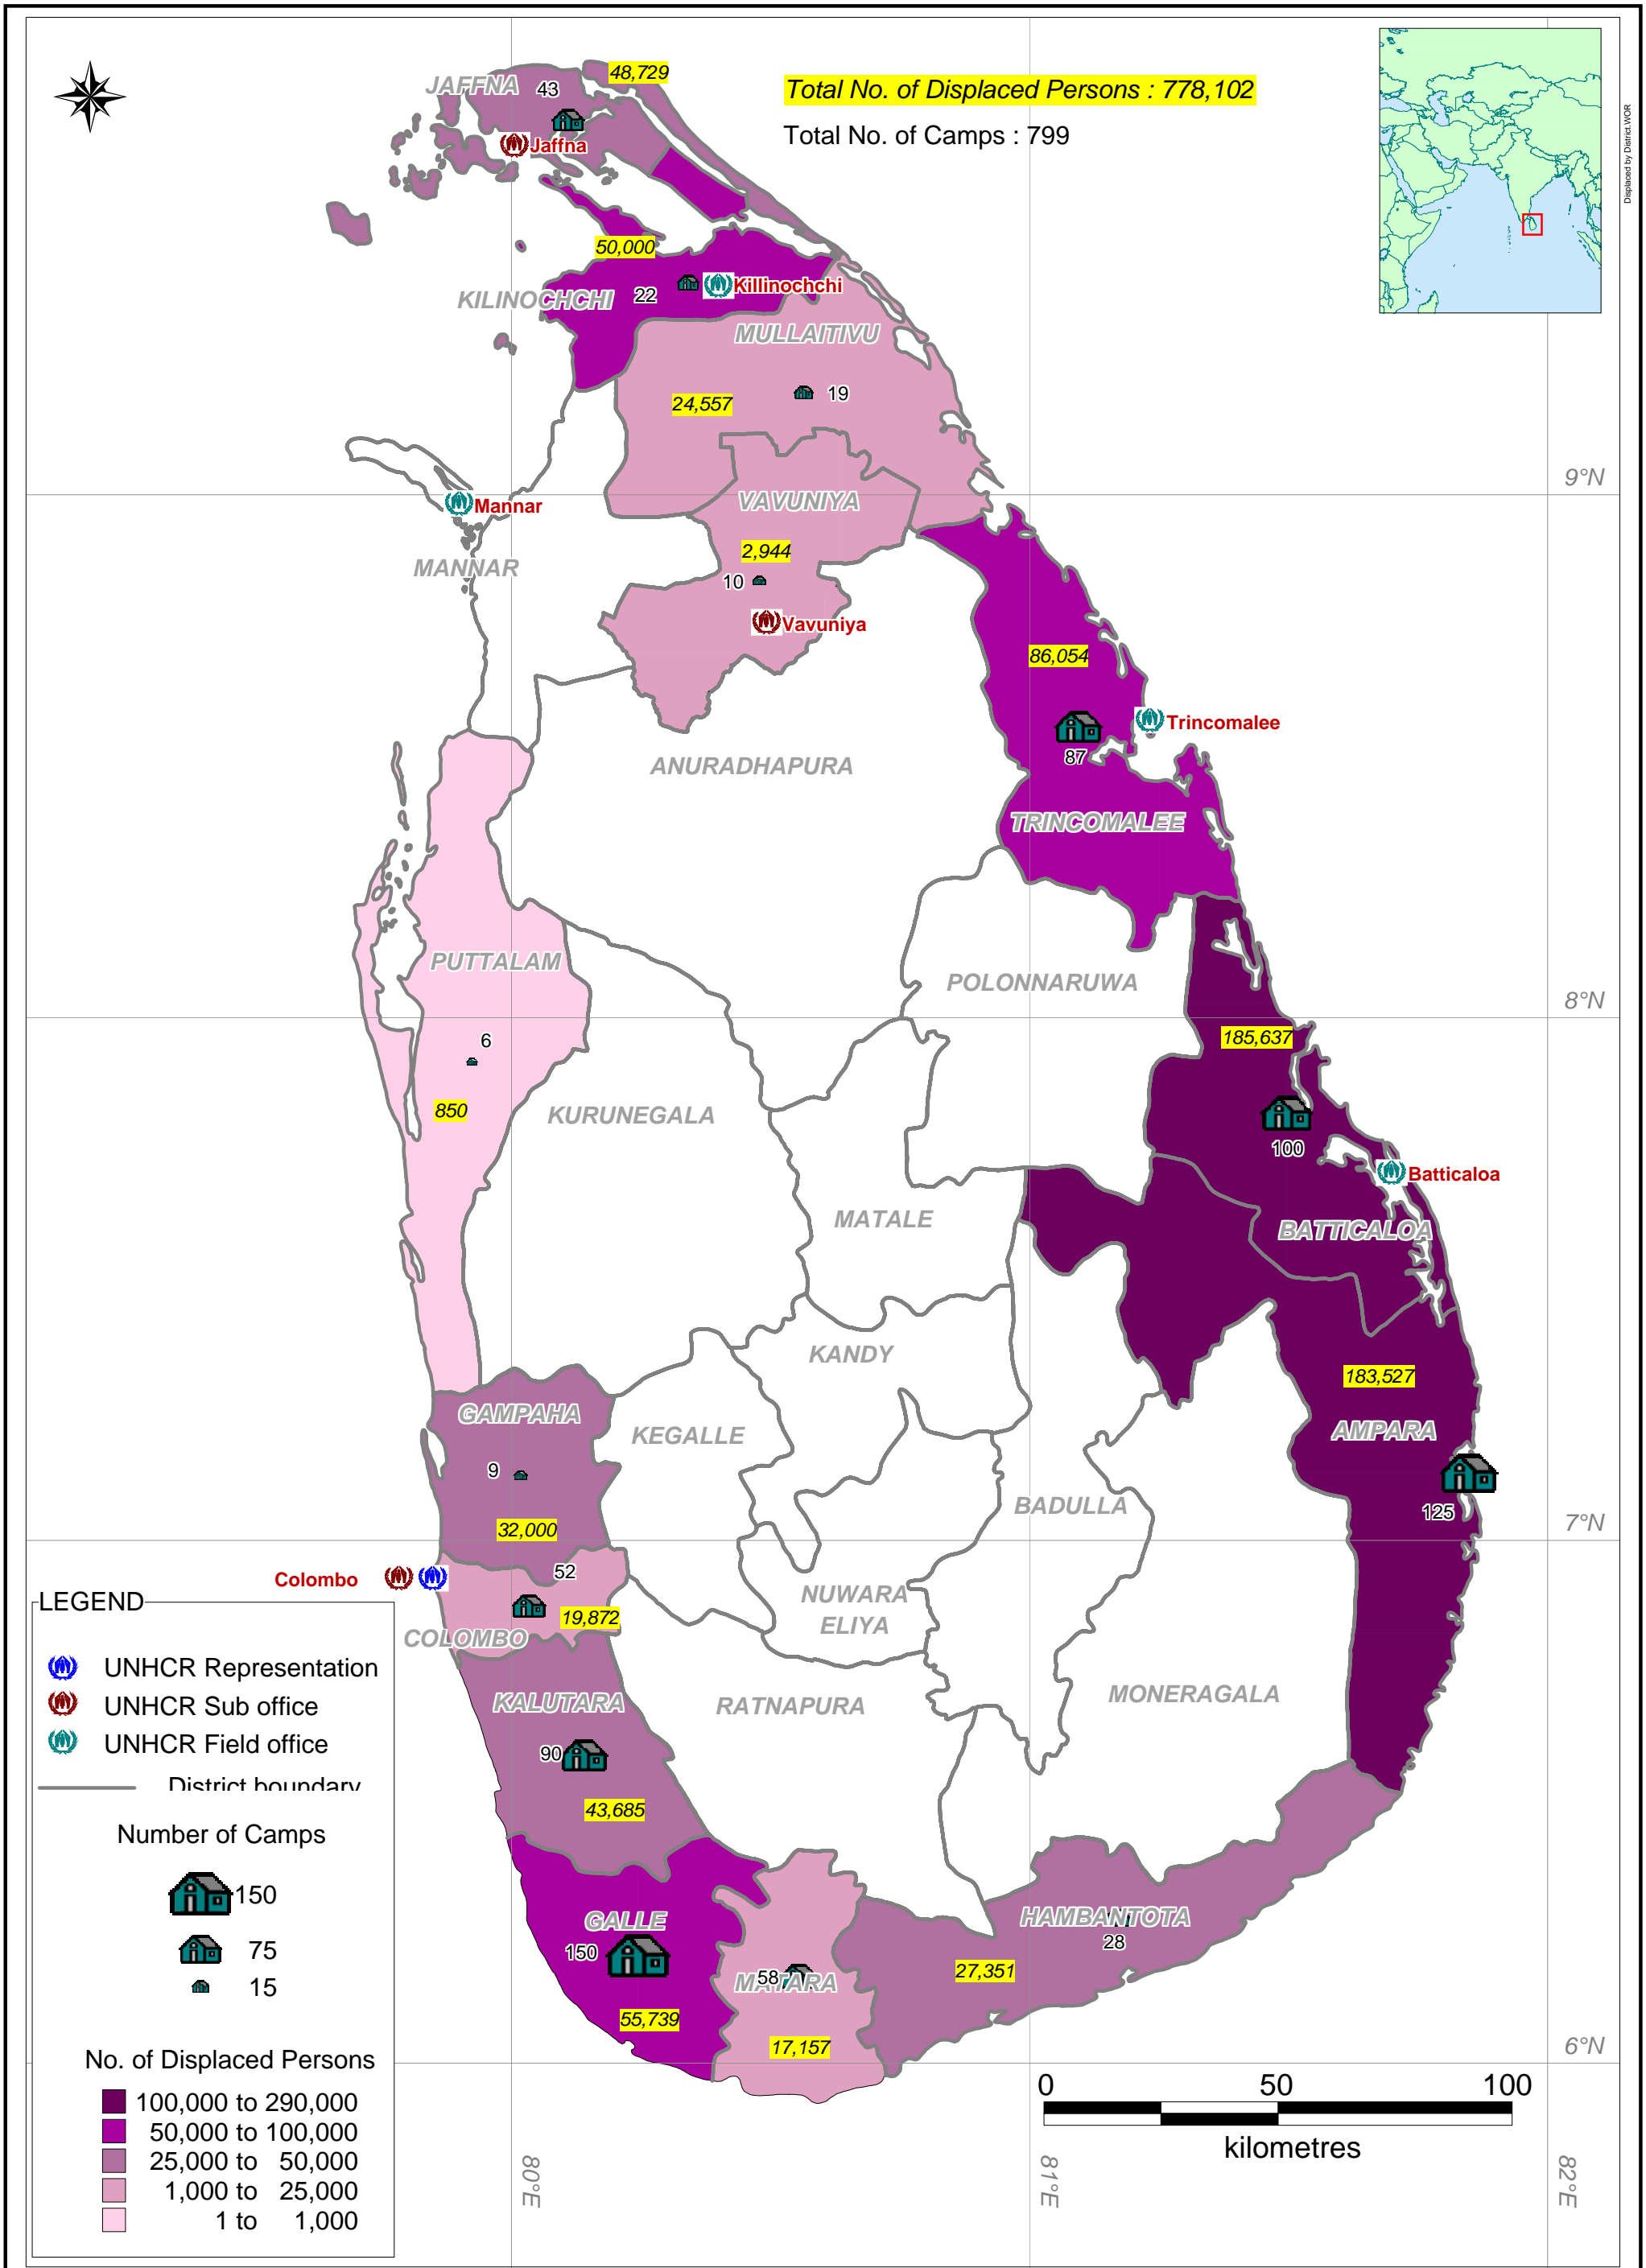 Total No. of Displaced Persons : 778,102
Total No. of Camps : 799
Displaced by District.WOR
JAFFNA
43
48,729
Jaffna
50,000
KILINOCHCHI
22
Killinochchi
MULLAITIVU
24,557
19
9°N
Mannar
MANNAR
VAVUNIYA
2,944
10
Vavuniya
86,054
87
Trincomalee
TRINCOMALEE
ANURADHAPURA
PUTTALAM
6
850
POLONNARUWA
8°N
185,637
100
Batticaloa
BATTICALOA
KURUNEGALA
MATALE
KANDY
183,527
AMPARA
125
GAMPAHA
9
32,000
KEGALLE
BADULLA
7°N
Colombo
52
19,872
COLOMBO
NUWARA
ELIYA
KALUTARA
90
43,685
RATNAPURA
MONERAGALA
GALLE
150
55,739
58
MATARA
17,157
HAMBANTOTA
28
27,351
6°N
LEGEND
UNHCR Representation
UNHCR Sub office
UNHCR Field office
District boundary
Number of Camps
150
75
15
No. of Displaced Persons
100,000 to 290,000
50,000 to 100,000
25,000 to 50,000
1,000 to 25,000
1 to 1,000
0 50 100
kilometres
80°E
81°E
82°E